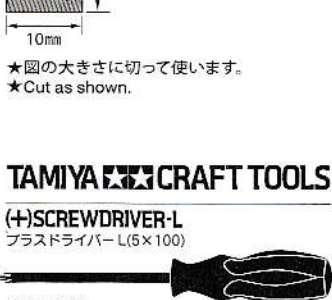 10mm
★図の大きさに切って使います。
★Cut as shown.
TAMIYA CRAFT TOOLS
(+)SCREWDRIVER-L
プラスドライバーL(5×100)